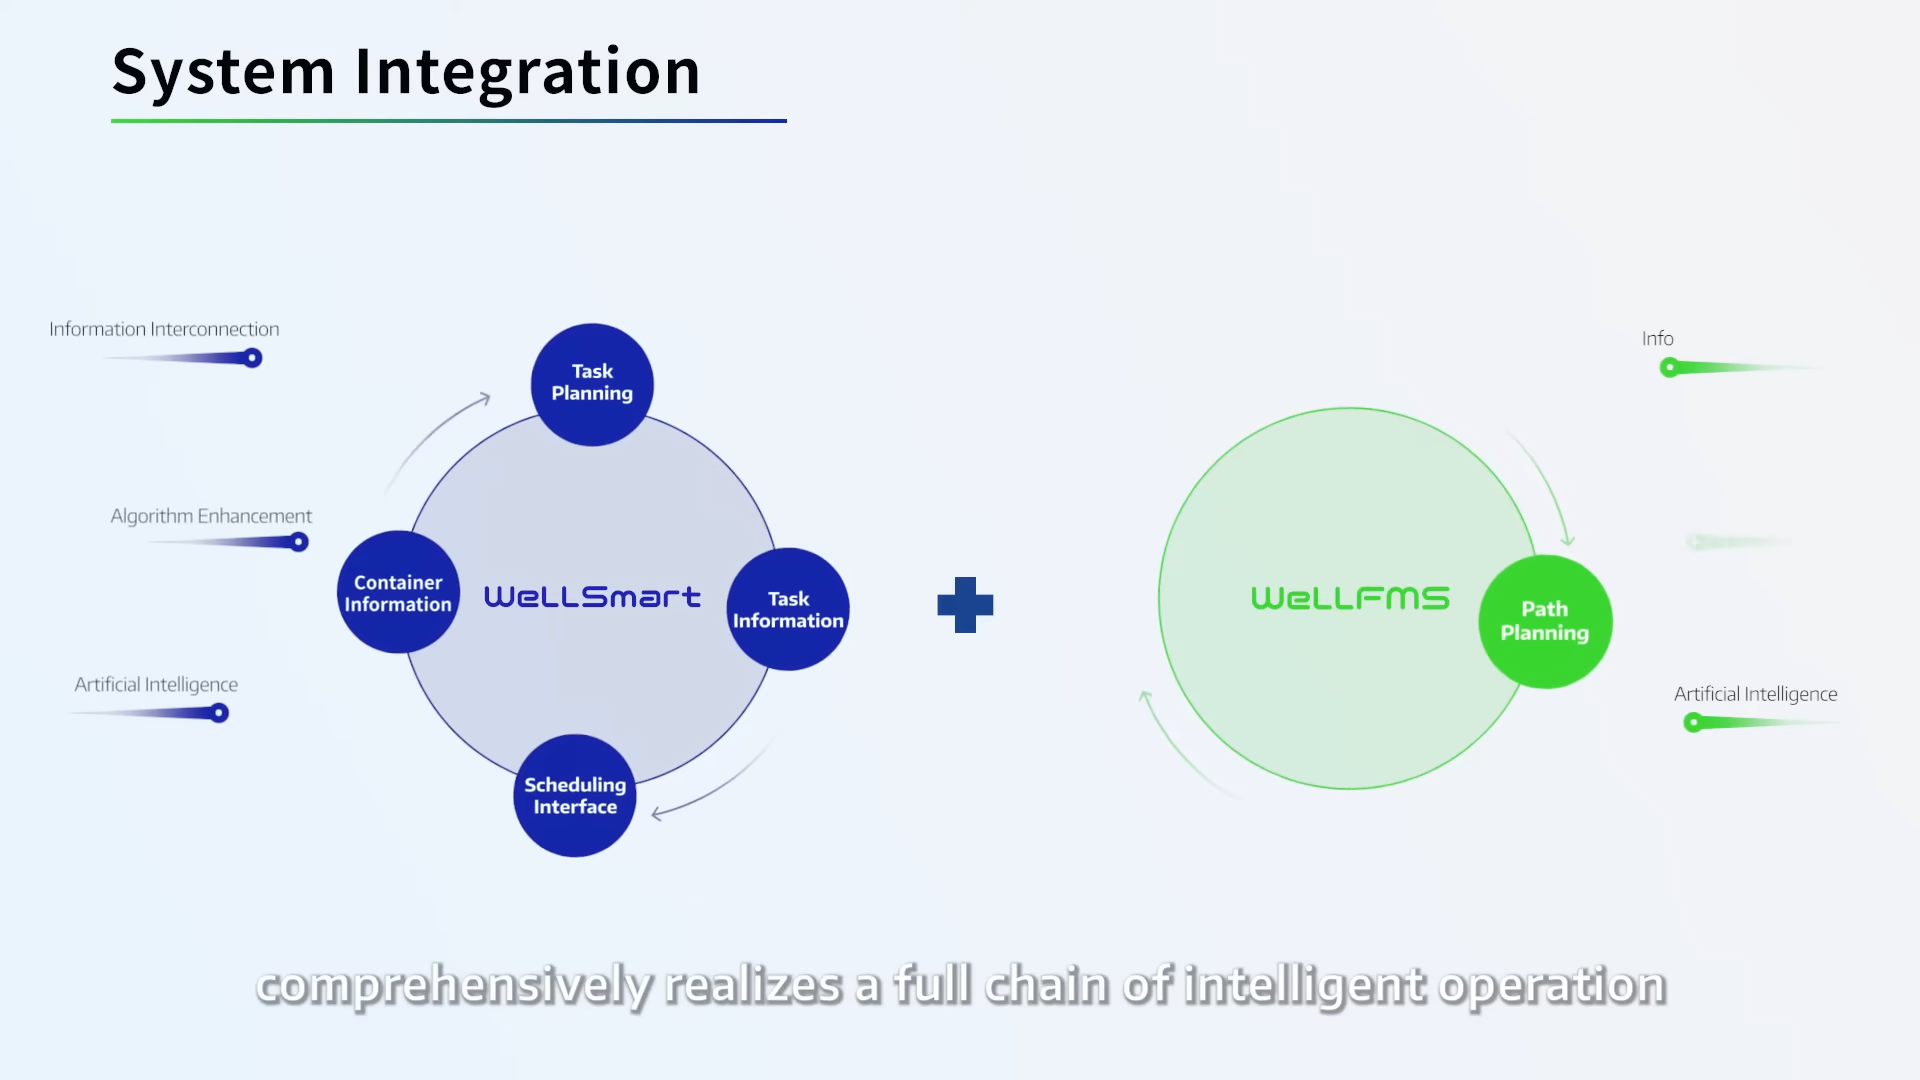 System Integration
Information Interconnection
Algorithm Enhancement
Artificial Intelligence
Task
Planning
Container
Information
WeLLSmart
Task
Information
Scheduling
Interface
WeLLFMS
Path
Planning
Info
Artificial Intelligence
comprehensively realizes a full chain of intelligent operation